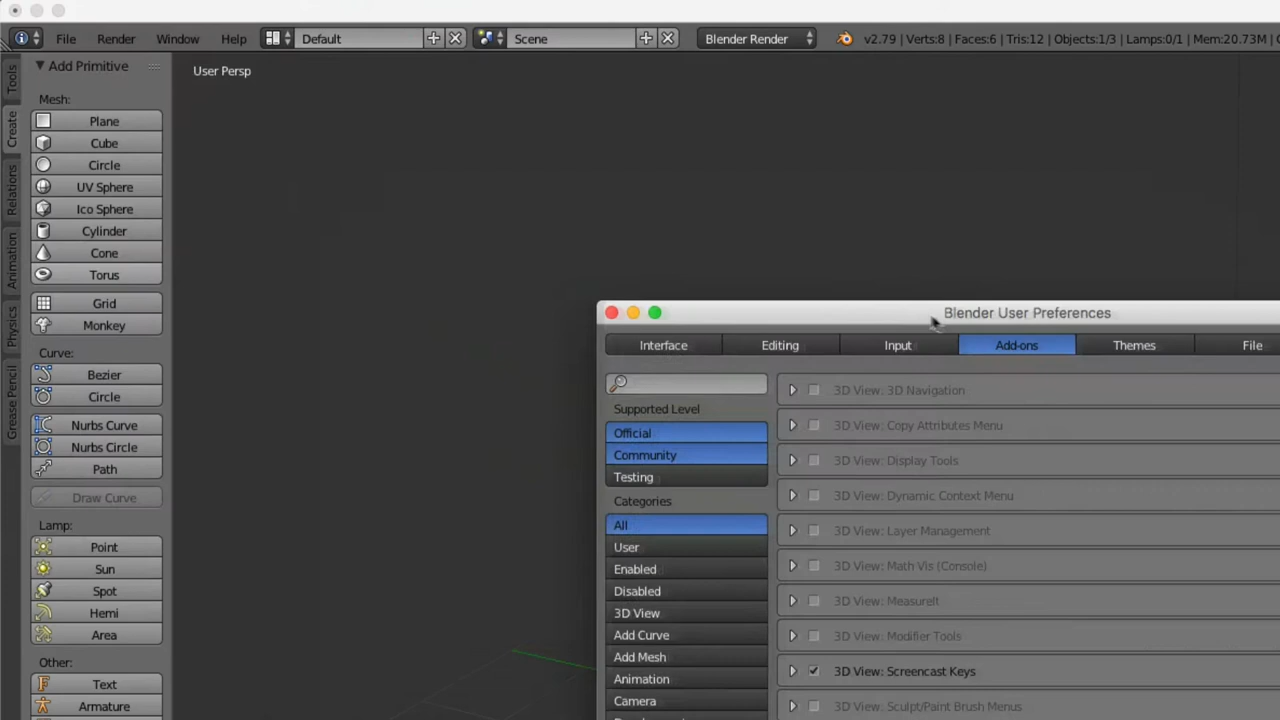 File Render Window Help Default Scene Blender Render v2.79 | Verts:8 | Faces:6 | Tris:12 | Objects:1/3 | Lamps:0/1 | Mem:20.73M
Tools
Create
Relations
Animation
Physics
Grease Pencil
Add Primitive
Mesh:
Plane
Cube
Circle
UV Sphere
Ico Sphere
Cylinder
Cone
Torus
Grid
Monkey
Curve:
Bezier
Circle
Nurbs Curve
Nurbs Circle
Path
Draw Curve
Lamp:
Point
Sun
Spot
Hemi
Area
Other:
Text
Armature
User Persp
Blender User Preferences
Interface Editing Input Add-ons Themes File
Supported Level
Official
Community
Testing
Categories
All
User
Enabled
Disabled
3D View
Add Curve
Add Mesh
Animation
Camera
3D View: 3D Navigation
3D View: Copy Attributes Menu
3D View: Display Tools
3D View: Dynamic Context Menu
3D View: Layer Management
3D View: Math Vis (Console)
3D View: MeasureIt
3D View: Modifier Tools
3D View: Screencast Keys
3D View: Sculpt/Paint Brush Menus